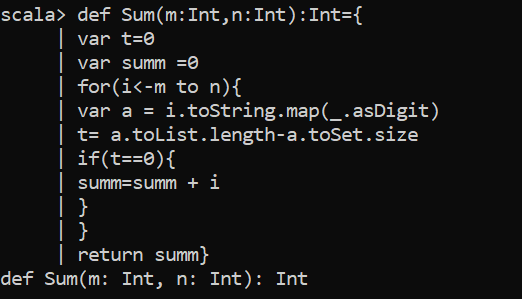 scala> def Sum(m:Int,n:Int):Int={
     | var t=0
     | var summ =0
     | for(i<-m to n){
     | var a = i.toString.map(_.asDigit)
     | t= a.toList.length-a.toSet.size
     | if(t==0){
     | summ=summ + i
     | }
     | }
     | return summ}
def Sum(m: Int, n: Int): Int